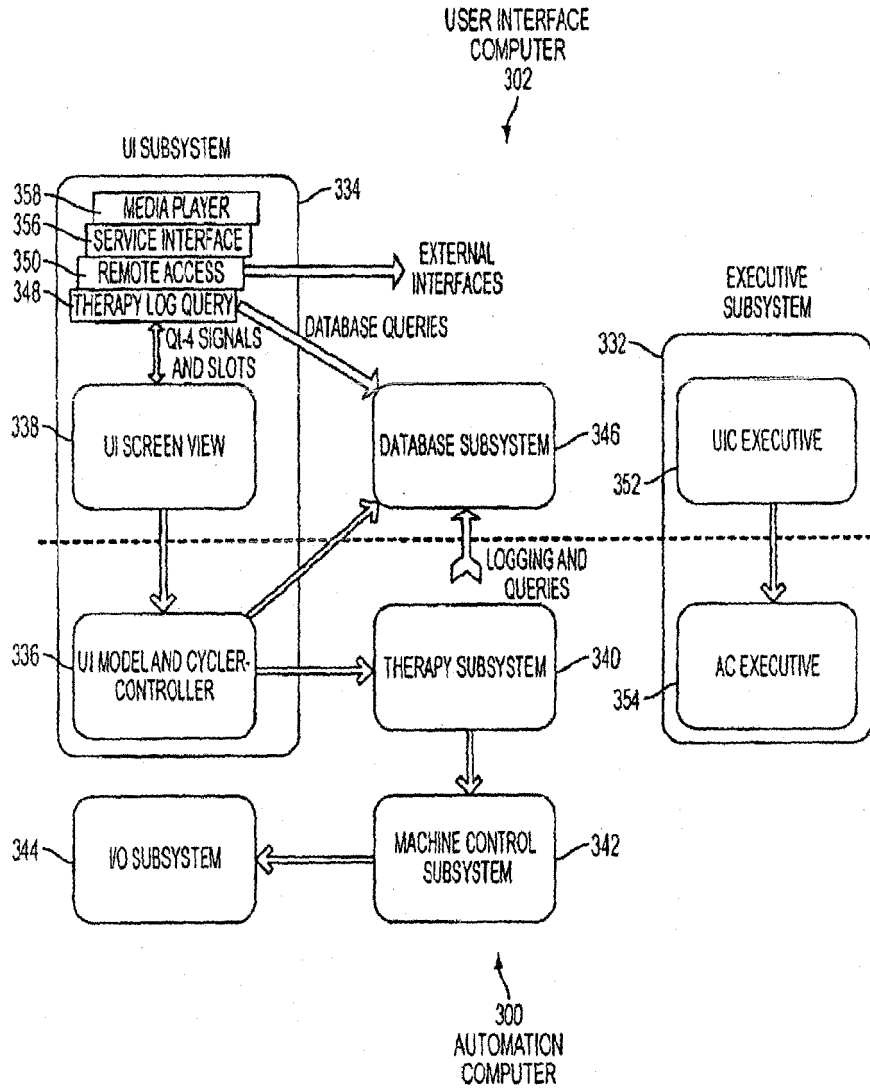 USER INTERFACE
COMPUTER
302
UI SUBSYSTEM
334
358
MEDIA PLAYER
356
SERVICE INTERFACE
350
REMOTE ACCESS
348
THERAPY LOG QUERY
EXTERNAL
INTERFACES
DATABASE QUERIES
Qt-4 SIGNALS
AND SLOTS
EXECUTIVE
SUBSYSTEM
332
338
UI SCREEN VIEW
DATABASE SUBSYSTEM
346
UIC EXECUTIVE
352
LOGGING AND
QUERIES
336
UI MODEL AND CYCLER-
CONTROLLER
THERAPY SUBSYSTEM
340
AC EXECUTIVE
354
344
I/O SUBSYSTEM
MACHINE CONTROL
SUBSYSTEM
342
300
AUTOMATION
COMPUTER